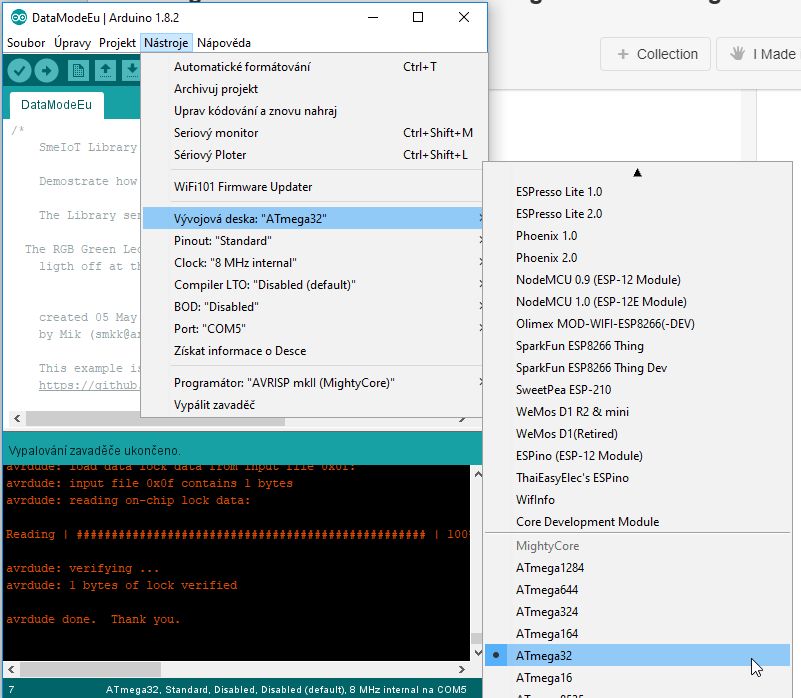 DataModeEu | Arduino 1.8.2
Soubor Úpravy Projekt Nástroje Nápověda
+ Collection
I Made
DataModeEu
/*
SmeIoT Library
Demostrate how
The Library ser
The RGB Green Led
ligth off at th
created 05 May
by Mik (smkk@ar
This example is
https://github.
Automatické formátování Ctrl+T
Archivuj projekt
Uprav kódování a znovu nahraj
Seriový monitor Ctrl+Shift+M
Sériový Ploter Ctrl+Shift+L
WiFi101 Firmware Updater
Vývojová deska: "ATmega32"
Pinout: "Standard"
Clock: "8 MHz internal"
Compiler LTO: "Disabled (default)"
BOD: "Disabled"
Port: "COM5"
Získat informace o Desce
Programátor: "AVRISP mkII (MightyCore)"
Vypálit zavaděč
ESPresso Lite 1.0
ESPresso Lite 2.0
Phoenix 1.0
Phoenix 2.0
NodeMCU 0.9 (ESP-12 Module)
NodeMCU 1.0 (ESP-12E Module)
Olimex MOD-WIFI-ESP8266(-DEV)
SparkFun ESP8266 Thing
SparkFun ESP8266 Thing Dev
SweetPea ESP-210
WeMos D1 R2 & mini
WeMos D1(Retired)
ESPino (ESP-12 Module)
ThaiEasyElec's ESPino
WifInfo
Core Development Module
MightyCore
ATmega1284
ATmega644
ATmega324
ATmega164
ATmega32
ATmega16
Vypalování zavaděče ukončeno.
avrdude: load data lock data from input file 0x0f:
avrdude: input file 0x0f contains 1 bytes
avrdude: reading on-chip lock data:
Reading | ################################################## | 100%
avrdude: verifying ...
avrdude: 1 bytes of lock verified
avrdude done.  Thank you.
7 ATmega32, Standard, Disabled, Disabled (default), 8 MHz internal na COM5